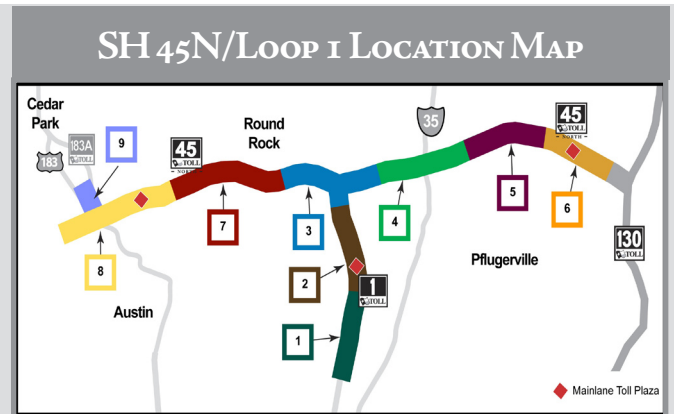 SH 45N/Loop 1 Location Map
Cedar
Park
183A
TOLL
183
9
45
TOLL
NORTH
Round
Rock
35
45
TOLL
NORTH
7
3
4
5
6
8
2
1
TOLL
130
TOLL
Pflugerville
Austin
1
Mainlane Toll Plaza